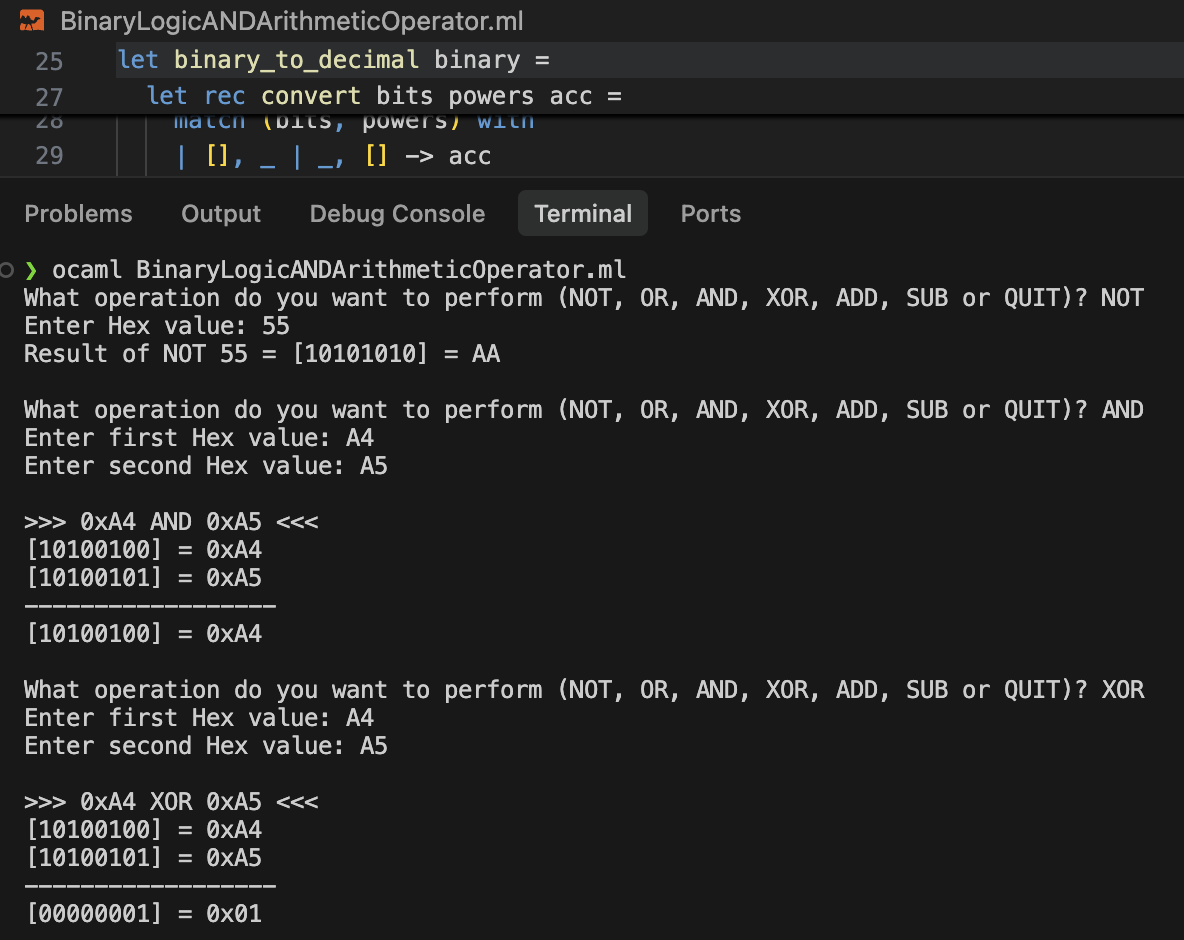 BinaryLogicANDArithmeticOperator.ml
25 let binary_to_decimal binary =
27 let rec convert bits powers acc =
28 match (bits, powers) with
29 | [], _ | _, [] -> acc
Problems Output Debug Console Terminal Ports
❯ ocaml BinaryLogicANDArithmeticOperator.ml
What operation do you want to perform (NOT, OR, AND, XOR, ADD, SUB or QUIT)? NOT
Enter Hex value: 55
Result of NOT 55 = [10101010] = AA
What operation do you want to perform (NOT, OR, AND, XOR, ADD, SUB or QUIT)? AND
Enter first Hex value: A4
Enter second Hex value: A5
>>> 0xA4 AND 0xA5 <<<
[10100100] = 0xA4
[10100101] = 0xA5
------------------
[10100100] = 0xA4
What operation do you want to perform (NOT, OR, AND, XOR, ADD, SUB or QUIT)? XOR
Enter first Hex value: A4
Enter second Hex value: A5
>>> 0xA4 XOR 0xA5 <<<
[10100100] = 0xA4
[10100101] = 0xA5
------------------
[00000001] = 0x01